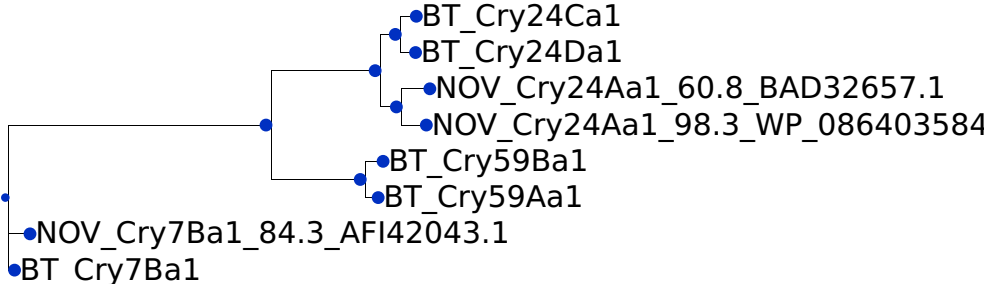 BT_Cry24Ca1
BT_Cry24Da1
NOV_Cry24Aa1_60.8_BAD32657.1
NOV_Cry24Aa1_98.3_WP_086403584
BT_Cry59Ba1
BT_Cry59Aa1
NOV_Cry7Ba1_84.3_AFI42043.1
BT_Cry7Ba1